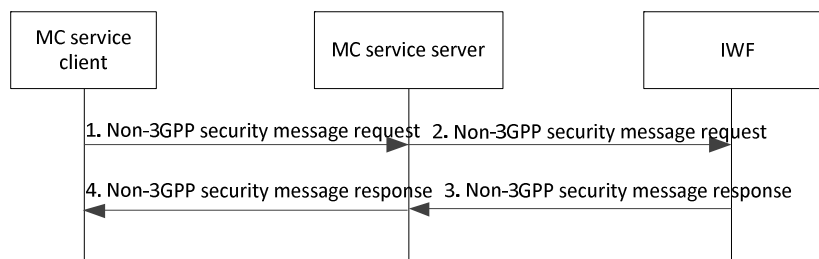 MC service
client
MC service server
IWF
1. Non-3GPP security message request
2. Non-3GPP security message request
4. Non-3GPP security message response
3. Non-3GPP security message response